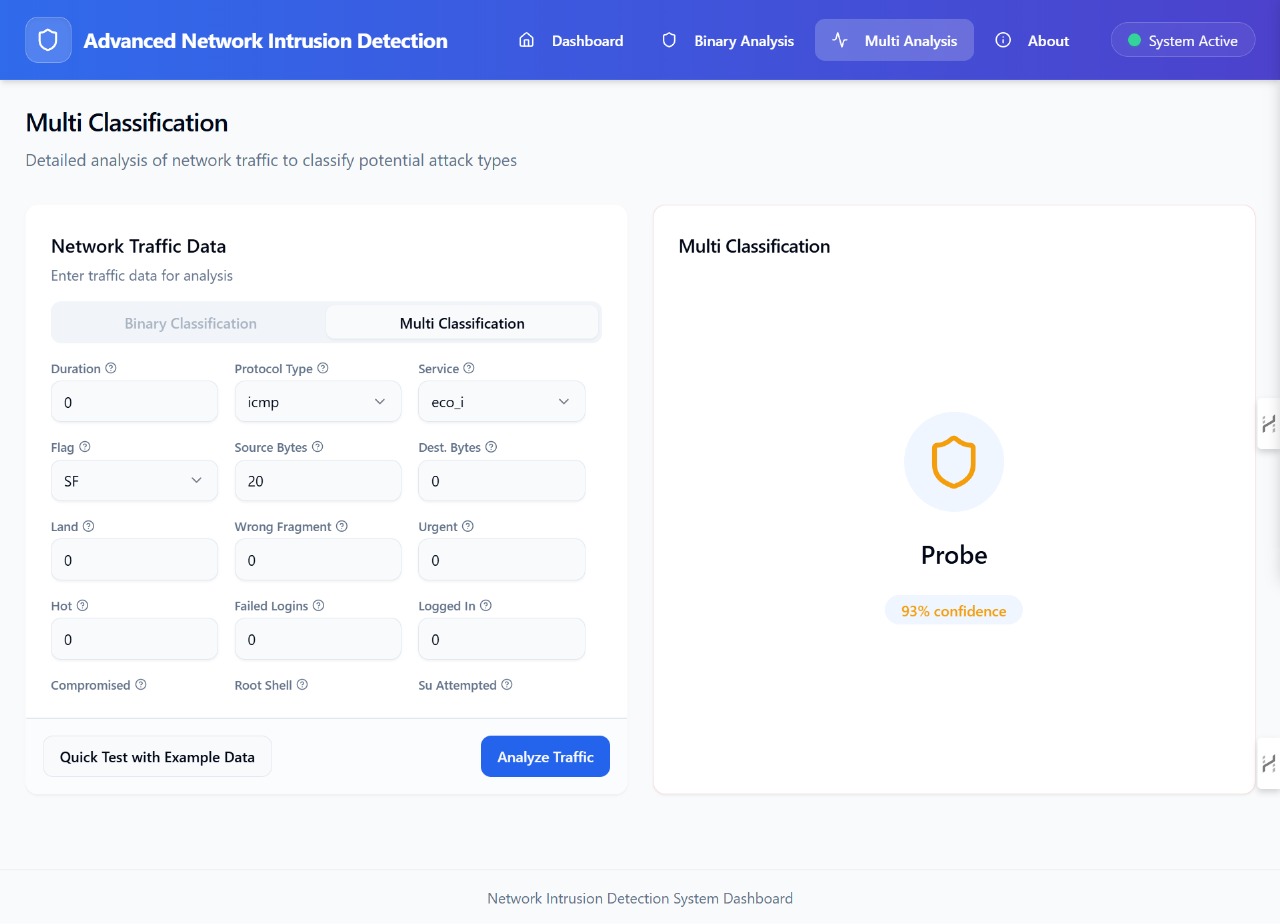 Advanced Network Intrusion Detection
Dashboard
Binary Analysis
Multi Analysis
About
System Active
Multi Classification
Detailed analysis of network traffic to classify potential attack types
Network Traffic Data
Enter traffic data for analysis
Binary Classification
Multi Classification
Duration
Protocol Type
Service
0
icmp
eco_i
Flag
Source Bytes
Dest. Bytes
SF
20
0
Land
Wrong Fragment
Urgent
0
0
0
Hot
Failed Logins
Logged In
0
0
0
Compromised
Root Shell
Su Attempted
Quick Test with Example Data
Analyze Traffic
Multi Classification
Probe
93% confidence
Network Intrusion Detection System Dashboard